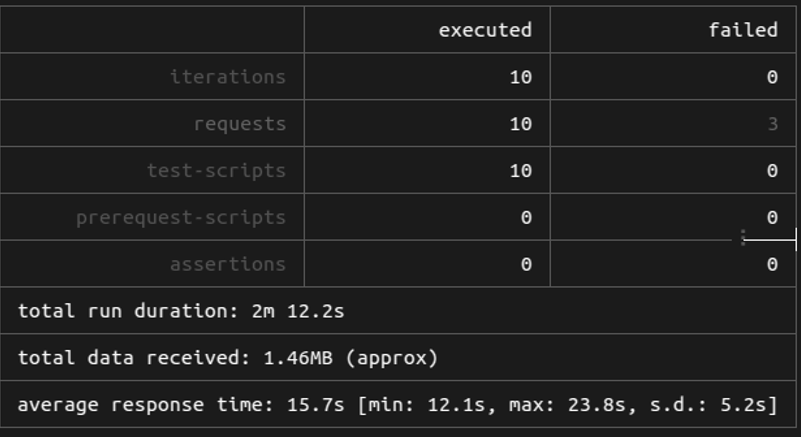 executed failed
iterations 10 0
requests 10 3
test-scripts 10 0
prerequest-scripts 0 0
assertions 0 0
total run duration: 2m 12.2s
total data received: 1.46MB (approx)
average response time: 15.7s [min: 12.1s, max: 23.8s, s.d.: 5.2s]